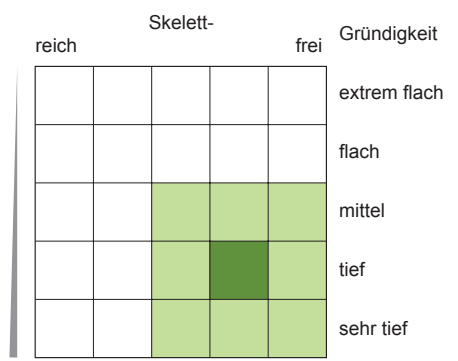 Skelett-
reich frei
Gründigkeit
extrem flach
flach
mittel
tief
sehr tief